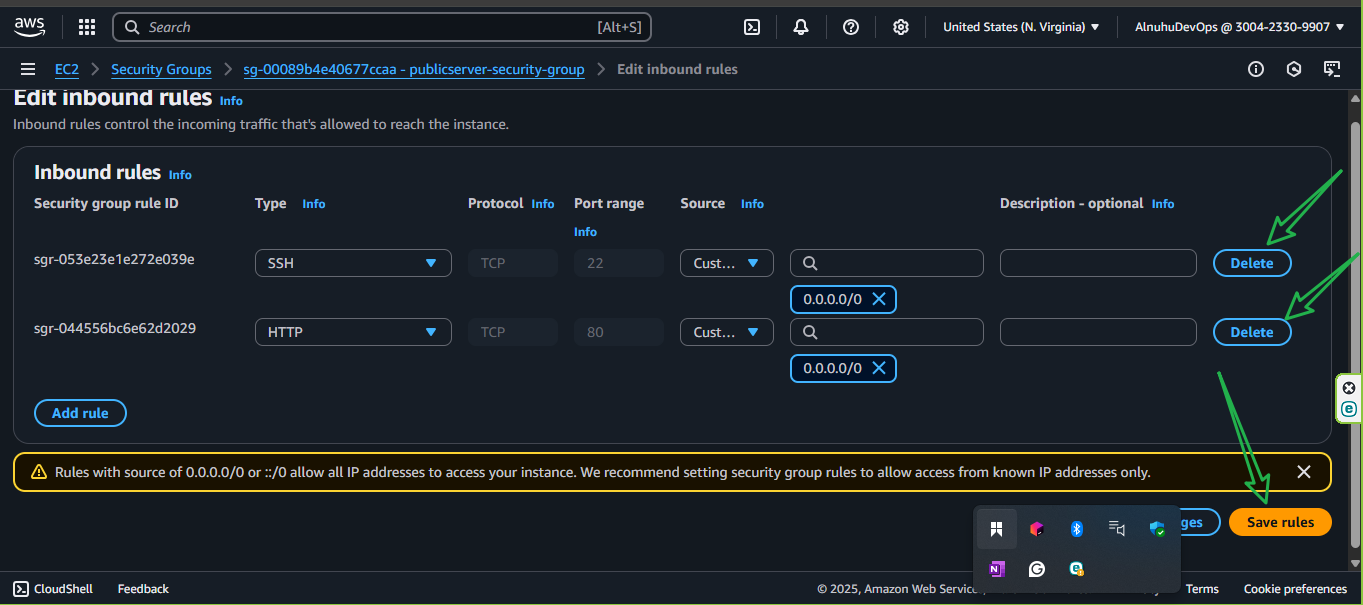 aws
Search [Alt+S]
United States (N. Virginia)
AlnuhuDevOps @ 3004-2330-9907
EC2 > Security Groups > sg-00089b4e40677ccaa - publicserver-security-group > Edit inbound rules
Edit inbound rules Info
Inbound rules control the incoming traffic that's allowed to reach the instance.
Inbound rules Info
Security group rule ID Type Info Protocol Info Port range Source Info Description - optional Info
Info
sgr-053e23e1e272e039e SSH TCP 22 Cust... Delete
0.0.0.0/0
sgr-044556bc6e62d2029 HTTP TCP 80 Cust... Delete
0.0.0.0/0
Add rule
Rules with source of 0.0.0.0/0 or ::/0 allow all IP addresses to access your instance. We recommend setting security group rules to allow access from known IP addresses only.
ges Save rules
CloudShell Feedback © 2025, Amazon Web Servic Terms Cookie preferences